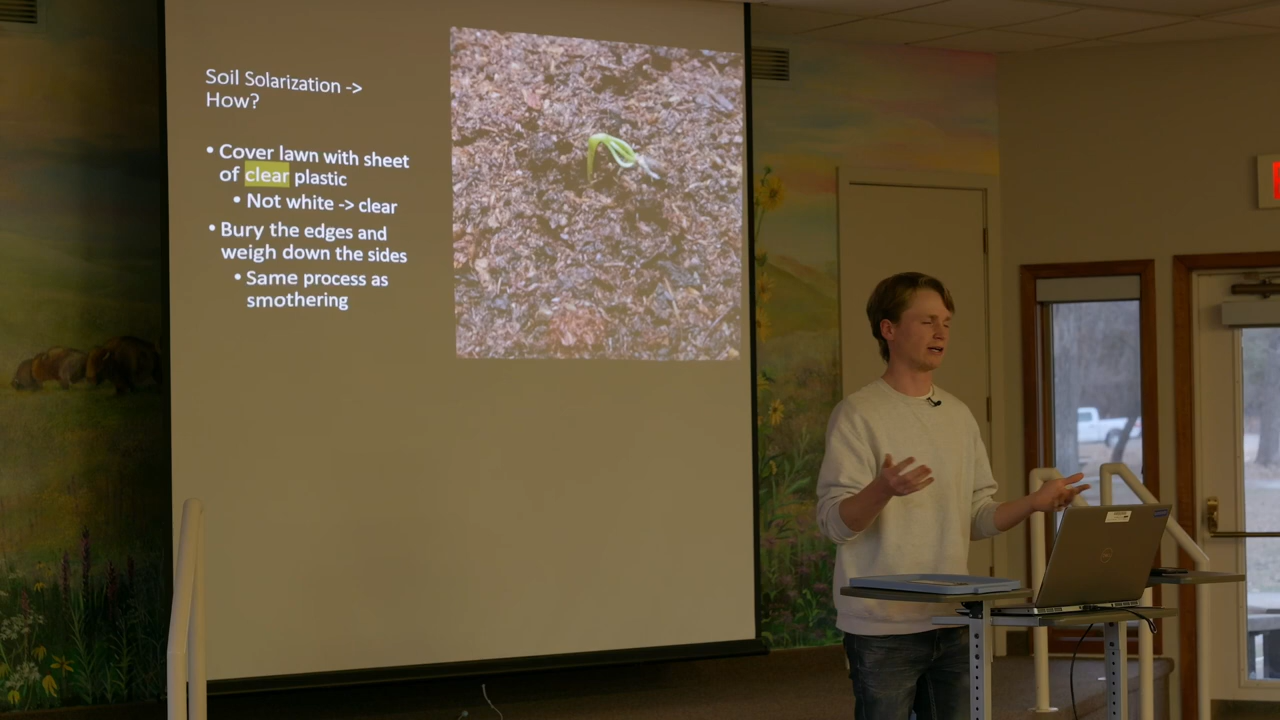 Soil Solarization ->
How?
• Cover lawn with sheet
of clear plastic
• Not white -> clear
• Bury the edges and
weigh down the sides
• Same process as
smothering